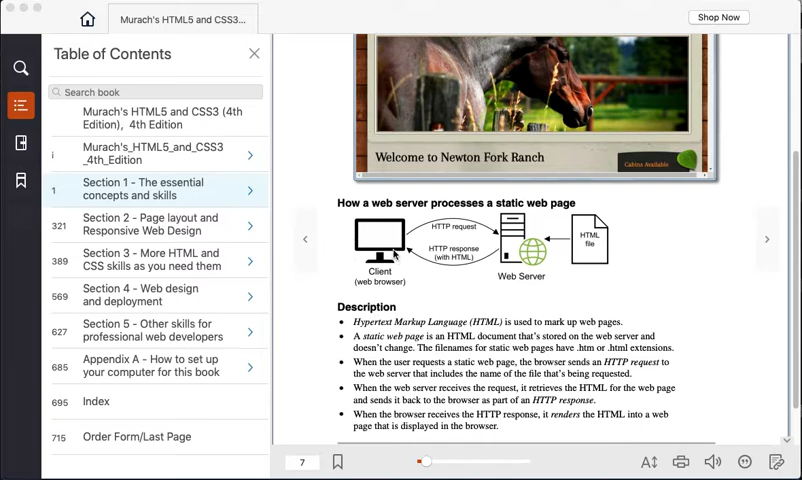 Murach's HTML5 and CSS3...
Shop Now
Table of Contents
Search book
Murach's HTML5 and CSS3 (4th
Edition), 4th Edition
i
Murach's_HTML5_and_CSS3
_4th_Edition
1
Section 1 - The essential
concepts and skills
321
Section 2 - Page layout and
Responsive Web Design
389
Section 3 - More HTML and
CSS skills as you need them
569
Section 4 - Web design
and deployment
627
Section 5 - Other skills for
professional web developers
685
Appendix A - How to set up
your computer for this book
695
Index
715
Order Form/Last Page
Welcome to Newton Fork Ranch
Cabins Available
How a web server processes a static web page
HTTP request
HTTP response
(with HTML)
HTML
file
Client
(web browser)
Web Server
Description
• Hypertext Markup Language (HTML) is used to mark up web pages.
• A static web page is an HTML document that's stored on the web server and
doesn't change. The filenames for static web pages have .htm or .html extensions.
• When the user requests a static web page, the browser sends an HTTP request to
the web server that includes the name of the file that's being requested.
• When the web server receives the request, it retrieves the HTML for the web page
and sends it back to the browser as part of an HTTP response.
• When the browser receives the HTTP response, it renders the HTML into a web
page that is displayed in the browser.
7
A